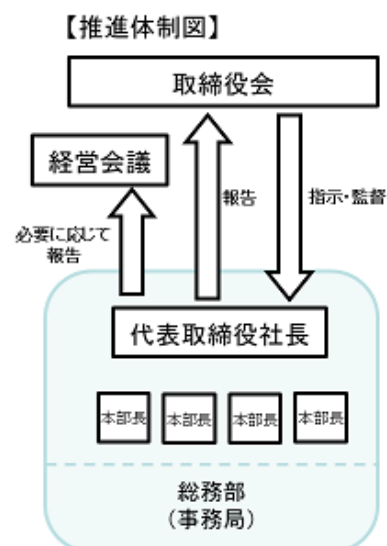 【推進体制図】
取締役会
経営会議
報告
指示・監督
必要に応じて
報告
代表取締役社長
本部長
本部長
本部長
本部長
総務部
（事務局）